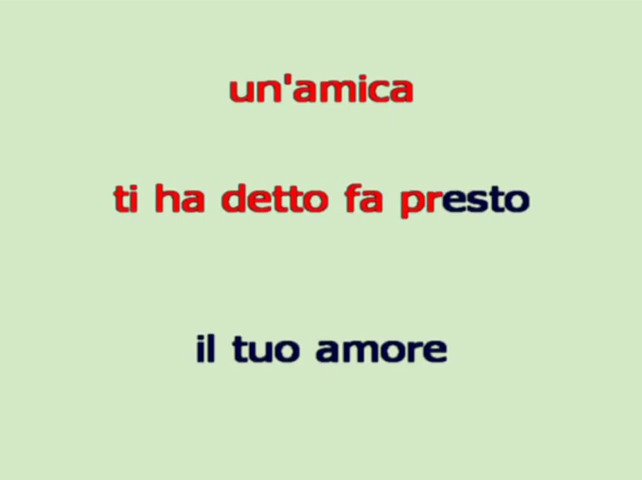 un'amica
ti ha detto fa presto
il tuo amore